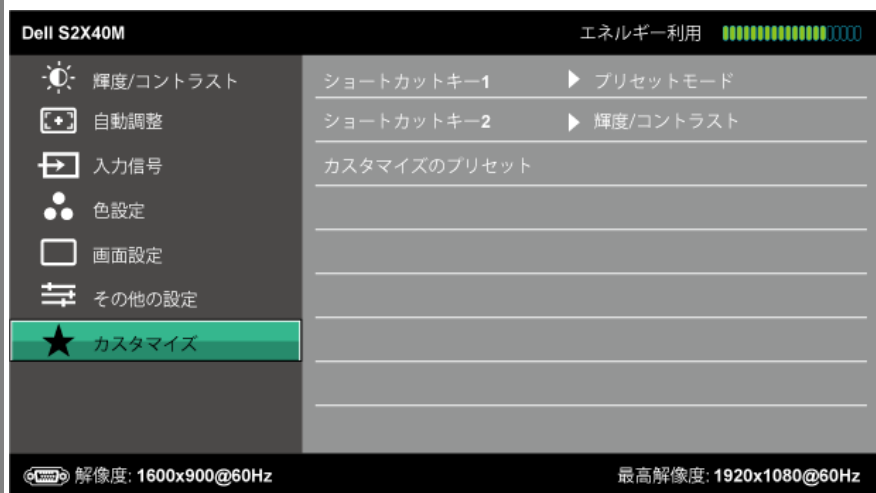 Dell S2X40M エネルギー利用
輝度/コントラスト
自動調整
入力信号
色設定
画面設定
その他の設定
カスタマイズ
ショートカットキー1 プリセットモード
ショートカットキー2 輝度/コントラスト
カスタマイズのプリセット
解像度: 1600x900@60Hz 最高解像度: 1920x1080@60Hz